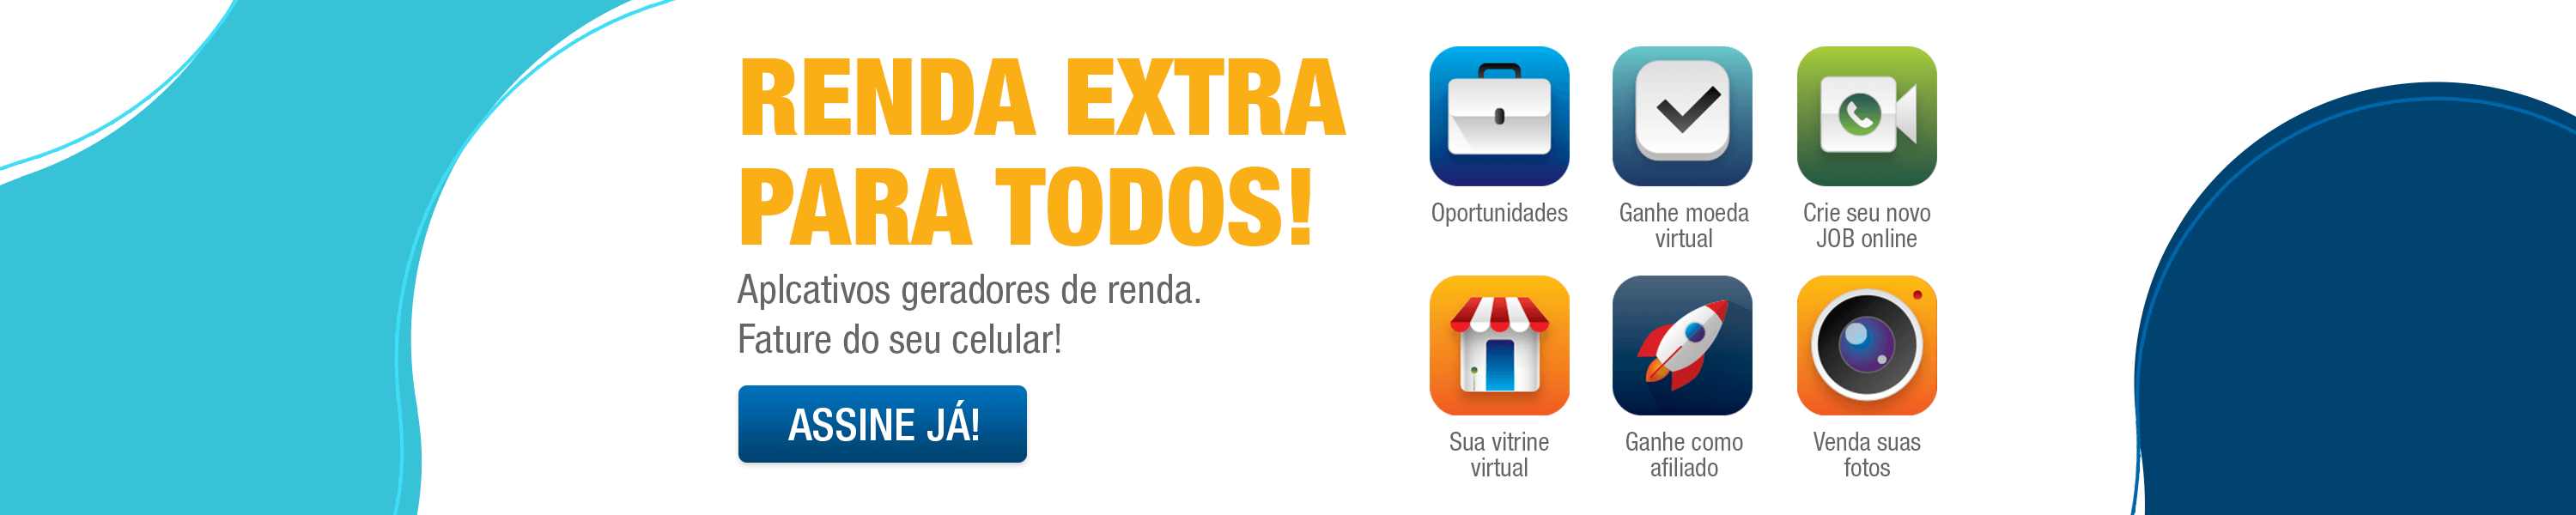 RENDA EXTRA
PARA TODOS!
Aplcativos geradores de renda.
Fature do seu celular!
ASSINE JÁ!
Oportunidades
Ganhe moeda
virtual
Crie seu novo
JOB online
Sua vitrine
virtual
Ganhe como
afiliado
Venda suas
fotos